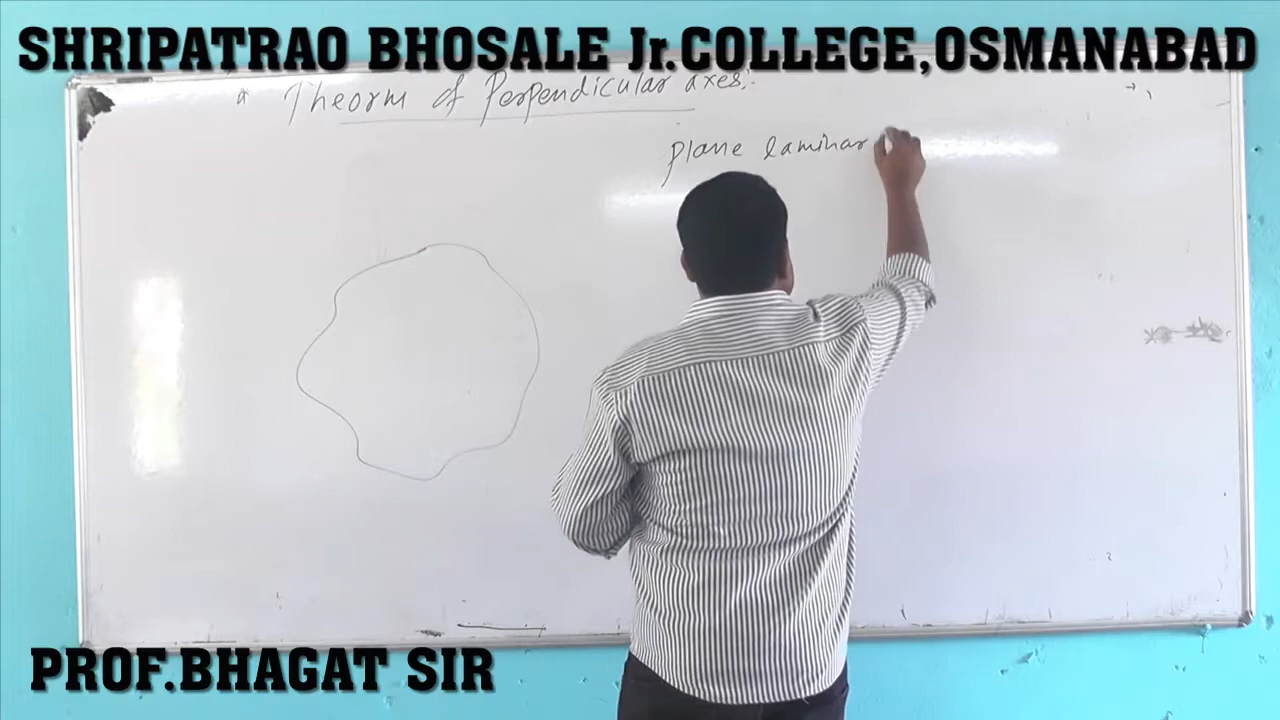 SHRIPATRAO BHOSALE Jr.COLLEGE,OSMANABAD
* Theorm of Perpendicular axes:-
plane laminar
PROF.BHAGAT SIR